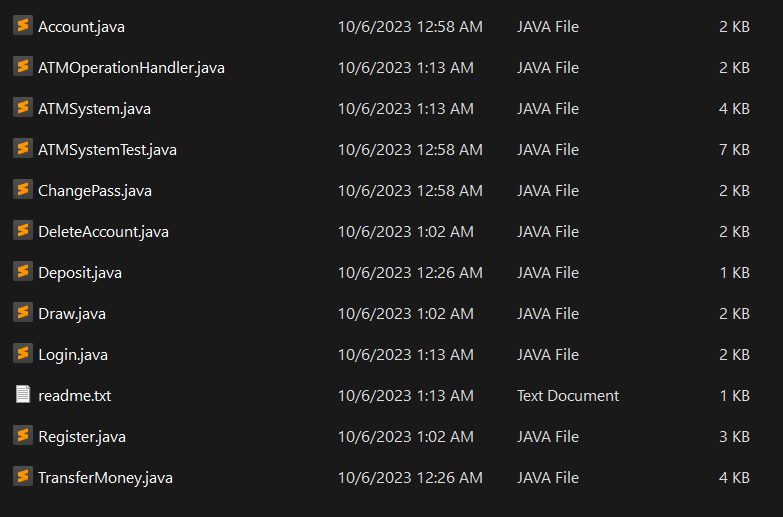 Account.java 10/6/2023 12:58 AM JAVA File 2 KB
ATMOperationHandler.java 10/6/2023 1:13 AM JAVA File 2 KB
ATMSystem.java 10/6/2023 1:13 AM JAVA File 4 KB
ATMSystemTest.java 10/6/2023 12:58 AM JAVA File 7 KB
ChangePass.java 10/6/2023 12:58 AM JAVA File 2 KB
DeleteAccount.java 10/6/2023 1:02 AM JAVA File 2 KB
Deposit.java 10/6/2023 12:26 AM JAVA File 1 KB
Draw.java 10/6/2023 1:02 AM JAVA File 2 KB
Login.java 10/6/2023 1:13 AM JAVA File 2 KB
readme.txt 10/6/2023 1:13 AM Text Document 1 KB
Register.java 10/6/2023 1:02 AM JAVA File 3 KB
TransferMoney.java 10/6/2023 12:26 AM JAVA File 4 KB